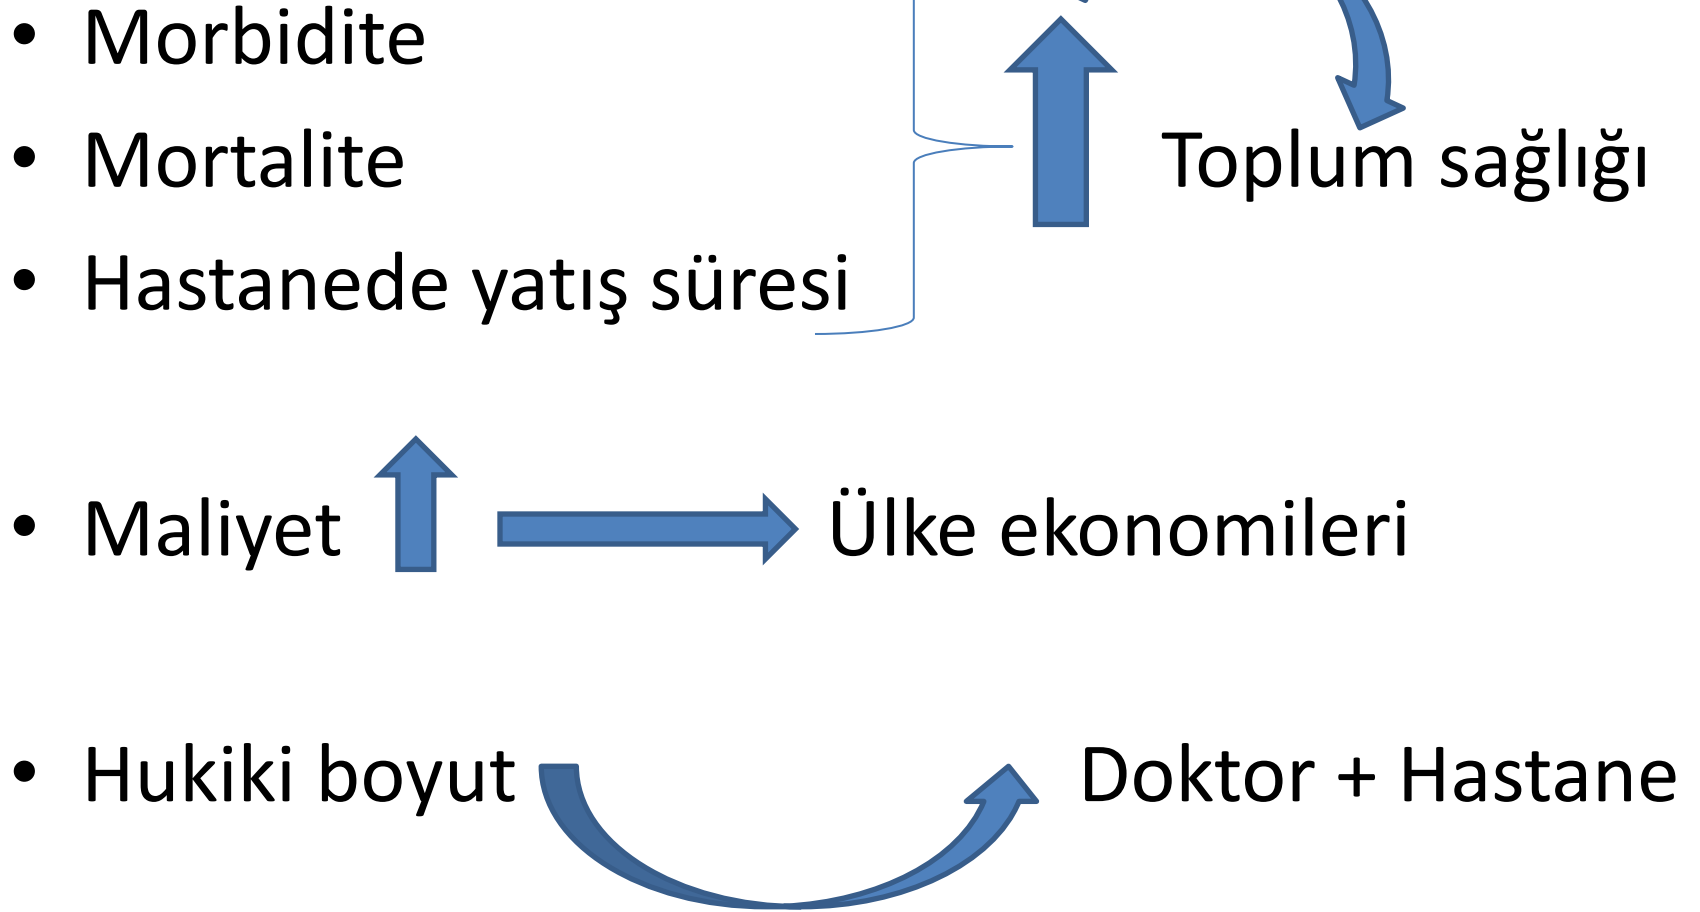 • Morbidite
• Mortalite
Toplum sağlığı
• Hastanede yatış süresi
• Maliyet
Ülke ekonomileri
• Hukiki boyut
Doktor + Hastane